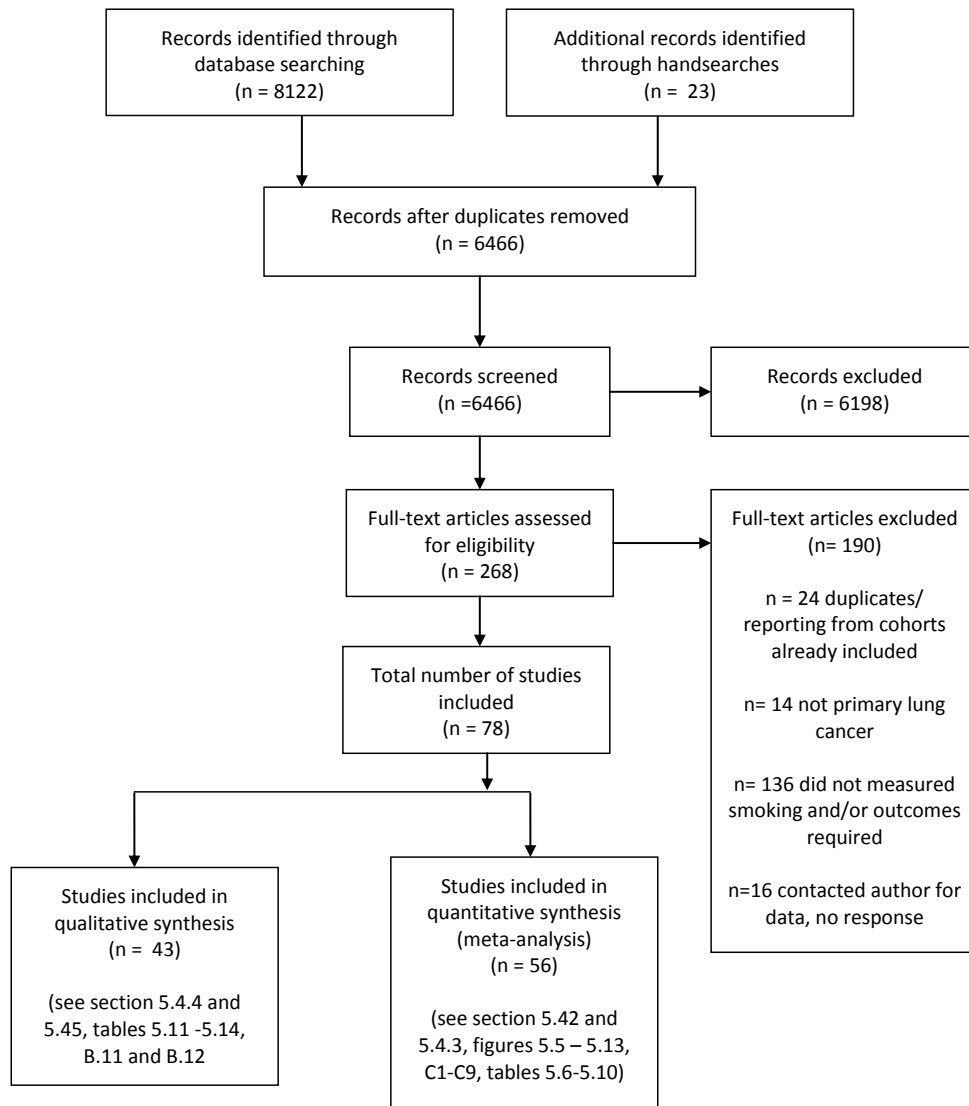 Records identified through
database searching
(n = 8122)
Additional records identified
through handsearches
(n = 23)
Records after duplicates removed
(n = 6466)
Records screened
(n =6466)
Records excluded
(n = 6198)
Full-text articles assessed
for eligibility
(n = 268)
Full-text articles excluded
(n= 190)
n = 24 duplicates/
reporting from cohorts
already included
n= 14 not primary lung
cancer
n= 136 did not measured
smoking and/or outcomes
required
n=16 contacted author for
data, no response
Total number of studies
included
(n = 78)
Studies included in
qualitative synthesis
(n = 43)
(see section 5.4.4 and
5.45, tables 5.11 -5.14,
B.11 and B.12
Studies included in
quantitative synthesis
(meta-analysis)
(n = 56)
(see section 5.42 and
5.4.3, figures 5.5 – 5.13,
C1-C9, tables 5.6-5.10)